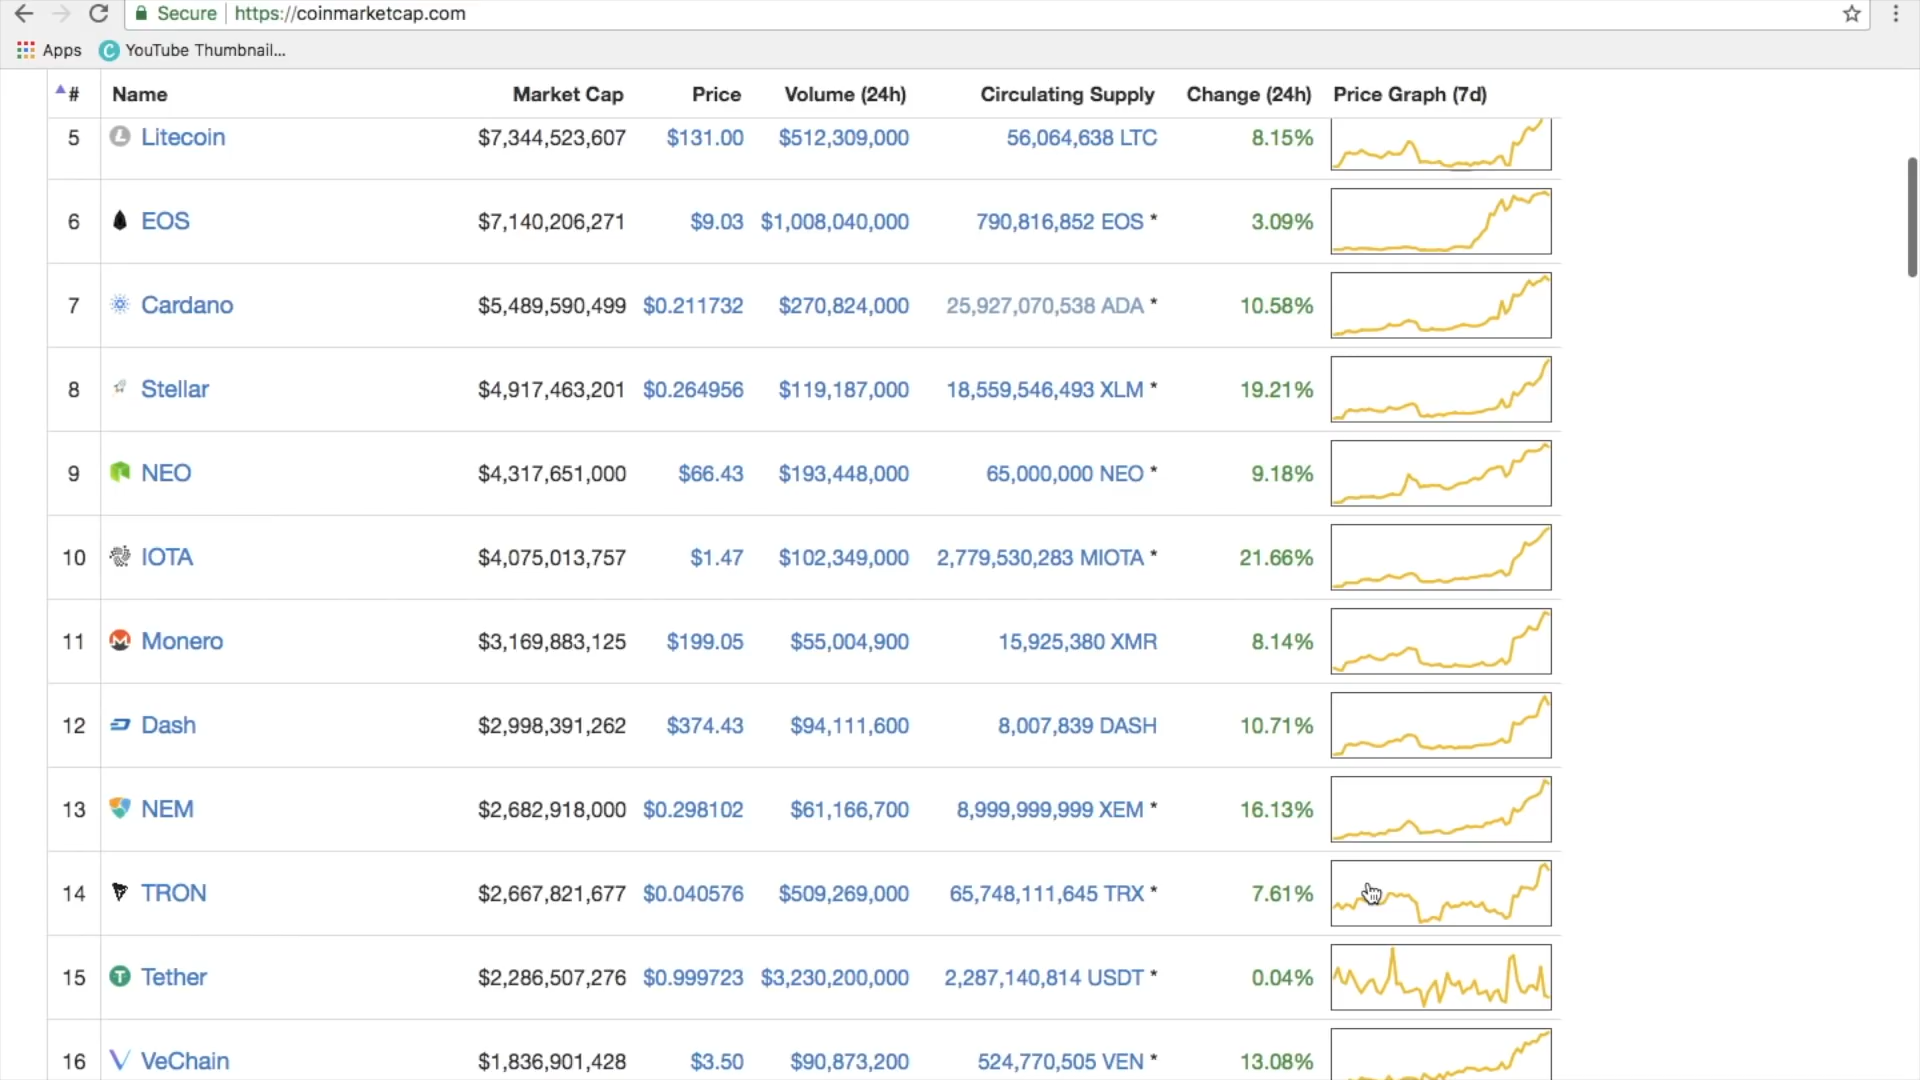 Secure https://coinmarketcap.com
Apps YouTube Thumbnail...
# Name Market Cap Price Volume (24h) Circulating Supply Change (24h) Price Graph (7d)
5 Litecoin $7,344,523,607 $131.00 $512,309,000 56,064,638 LTC 8.15%
6 EOS $7,140,206,271 $9.03 $1,008,040,000 790,816,852 EOS * 3.09%
7 Cardano $5,489,590,499 $0.211732 $270,824,000 25,927,070,538 ADA * 10.58%
8 Stellar $4,917,463,201 $0.264956 $119,187,000 18,559,546,493 XLM * 19.21%
9 NEO $4,317,651,000 $66.43 $193,448,000 65,000,000 NEO * 9.18%
10 IOTA $4,075,013,757 $1.47 $102,349,000 2,779,530,283 MIOTA * 21.66%
11 Monero $3,169,883,125 $199.05 $55,004,900 15,925,380 XMR 8.14%
12 Dash $2,998,391,262 $374.43 $94,111,600 8,007,839 DASH 10.71%
13 NEM $2,682,918,000 $0.298102 $61,166,700 8,999,999,999 XEM * 16.13%
14 TRON $2,667,821,677 $0.040576 $509,269,000 65,748,111,645 TRX * 7.61%
15 Tether $2,286,507,276 $0.999723 $3,230,200,000 2,287,140,814 USDT * 0.04%
16 VeChain $1,836,901,428 $3.50 $90,873,200 524,770,505 VEN * 13.08%